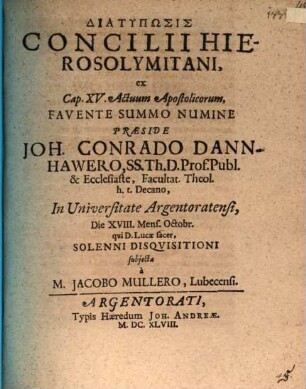 ΔΙΑΤΥΠΩΣΙΣ
CONCILII HIE-
ROSOLYMITANI,
ex
Cap. XV. Actuum Apostolicorum,
FAVENTE SUMMO NUMINE
PRÆSIDE
JOH. CONRADO DANN-
HAWERO, SS. Th. D. Prof. Publ.
& Ecclesiaste, Facultat. Theol.
h. t. Decano,
In Universitate Argentoratensi,
Die XVIII. Mens. Octobr.
qui D. Lucæ sacer,
SOLENNI DISQVISITIONI
subjecta
à
M. JACOBO MULLERO, Lubecensi.
ARGENTORATI,
Typis Hæredum JOH. ANDREÆ.
M. DC. XLVIII.